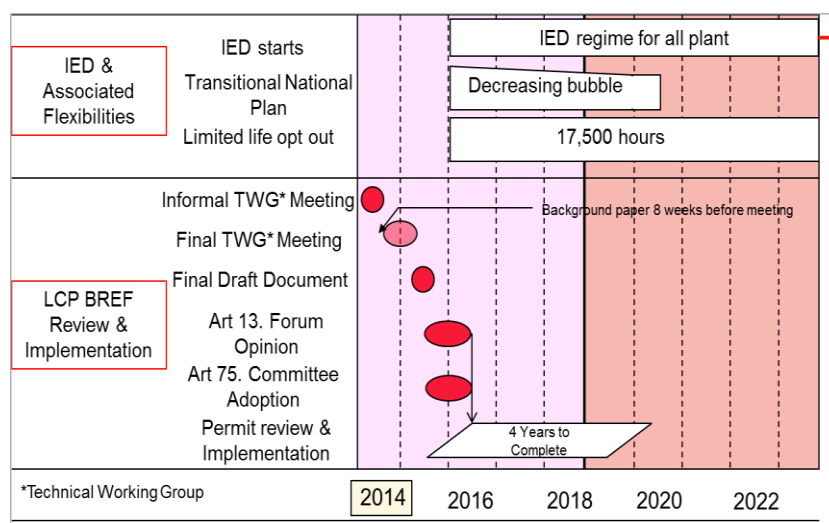 IED &
Associated
Flexibilities
IED starts
IED regime for all plant
Transitional National
Plan
Decreasing bubble
Limited life opt out
17,500 hours
LCP BREF
Review &
Implementation
Informal TWG* Meeting
Background paper 8 weeks before meeting
Final TWG* Meeting
Final Draft Document
Art 13. Forum
Opinion
Art 75. Committee
Adoption
Permit review &
Implementation
4 Years to
Complete
*Technical Working Group
2014
2016
2018
2020
2022